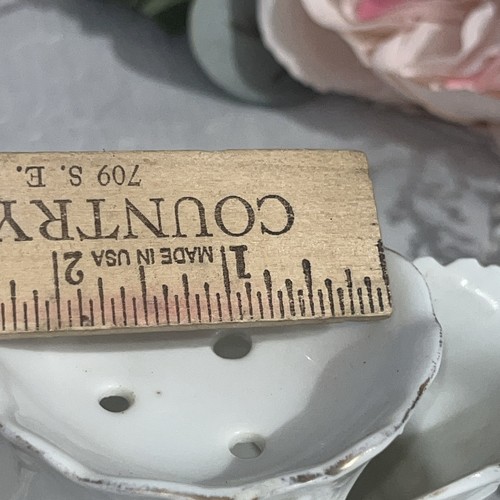 709 S. E.
COUNTRY
1 MADE IN USA 2